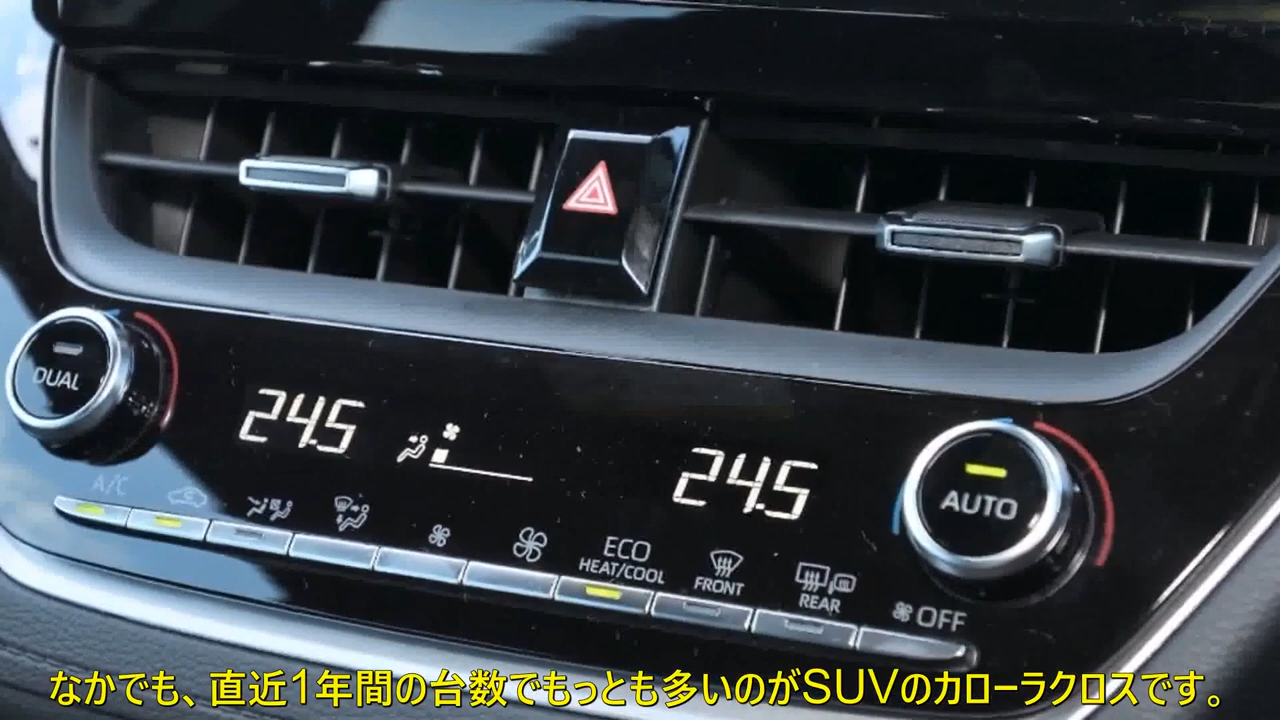 DUAL
24.5
24.5
AUTO
A/C
ECO
HEAT/COOL
FRONT
REAR
OFF
なかでも、直近1年間の台数でもっとも多いのがSUVのカローラクロスです。